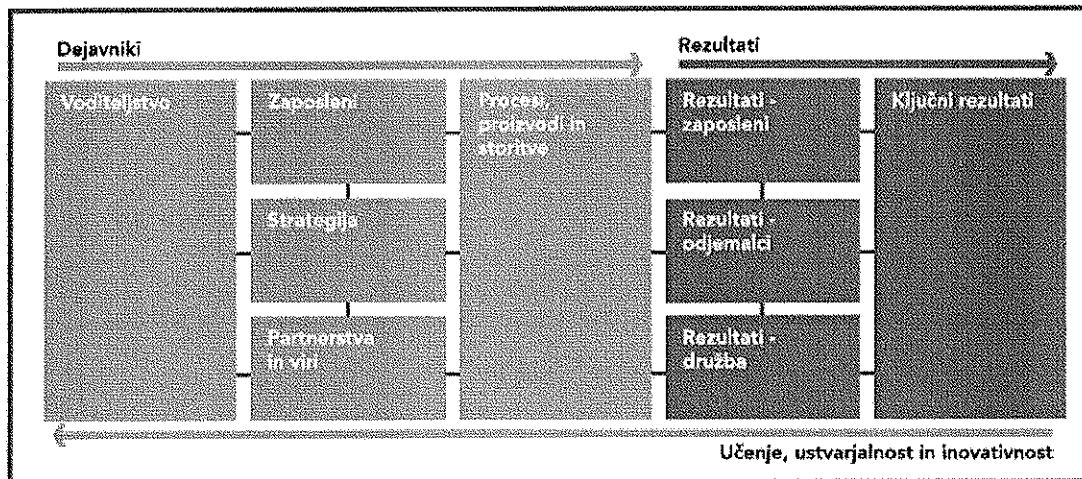 Dejavniki
Rezultati
Voditeljstvo
Zaposleni
Procesi,
proizvodi in
storitve
Rezultati -
zaposleni
Ključni rezultati
Strategija
Rezultati -
odjemalci
Partnerstva
in viri
Rezultati -
družba
Učenje, ustvarjalnost in inovativnost